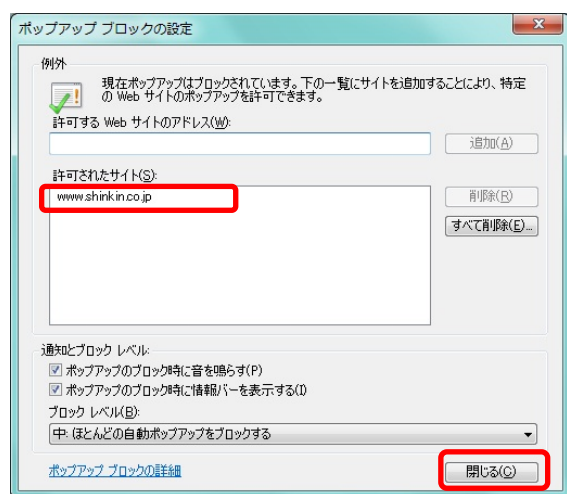 ポップアップ ブロックの設定
例外
現在ポップアップはブロックされています。下の一覧にサイトを追加することにより、特定
の Web サイトのポップアップを許可できます。
許可する Web サイトのアドレス(W):
追加(A)
許可されたサイト(S):
www.shinkin.co.jp
削除(R)
すべて削除(E)...
通知とブロック レベル:
ポップアップのブロック時に音を鳴らす(P)
ポップアップのブロック時に情報バーを表示する(I)
ブロック レベル(B):
中: ほとんどの自動ポップアップをブロックする
ポップアップ ブロックの詳細
閉じる(C)